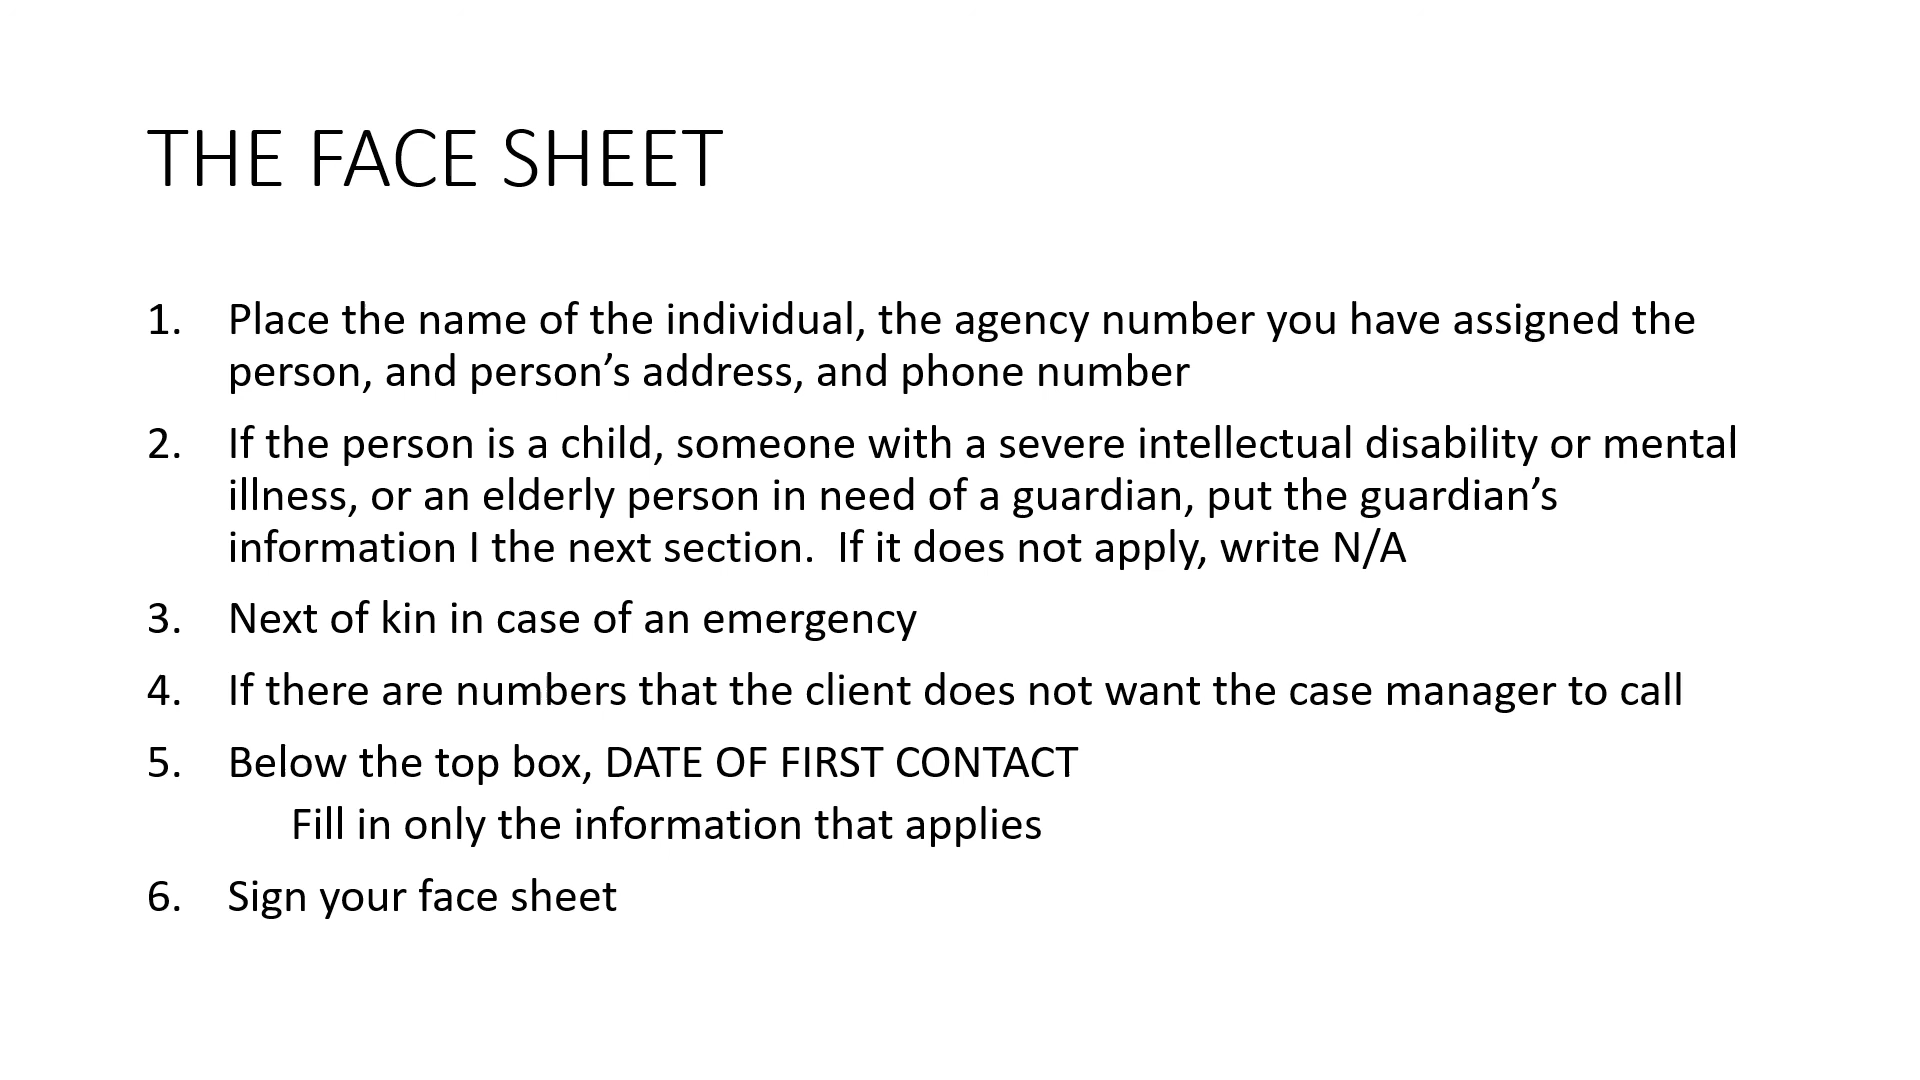 THE FACE SHEET
1. Place the name of the individual, the agency number you have assigned the
person, and person’s address, and phone number
2. If the person is a child, someone with a severe intellectual disability or mental
illness, or an elderly person in need of a guardian, put the guardian’s
information I the next section.  If it does not apply, write N/A
3. Next of kin in case of an emergency
4. If there are numbers that the client does not want the case manager to call
5. Below the top box, DATE OF FIRST CONTACT
Fill in only the information that applies
6. Sign your face sheet